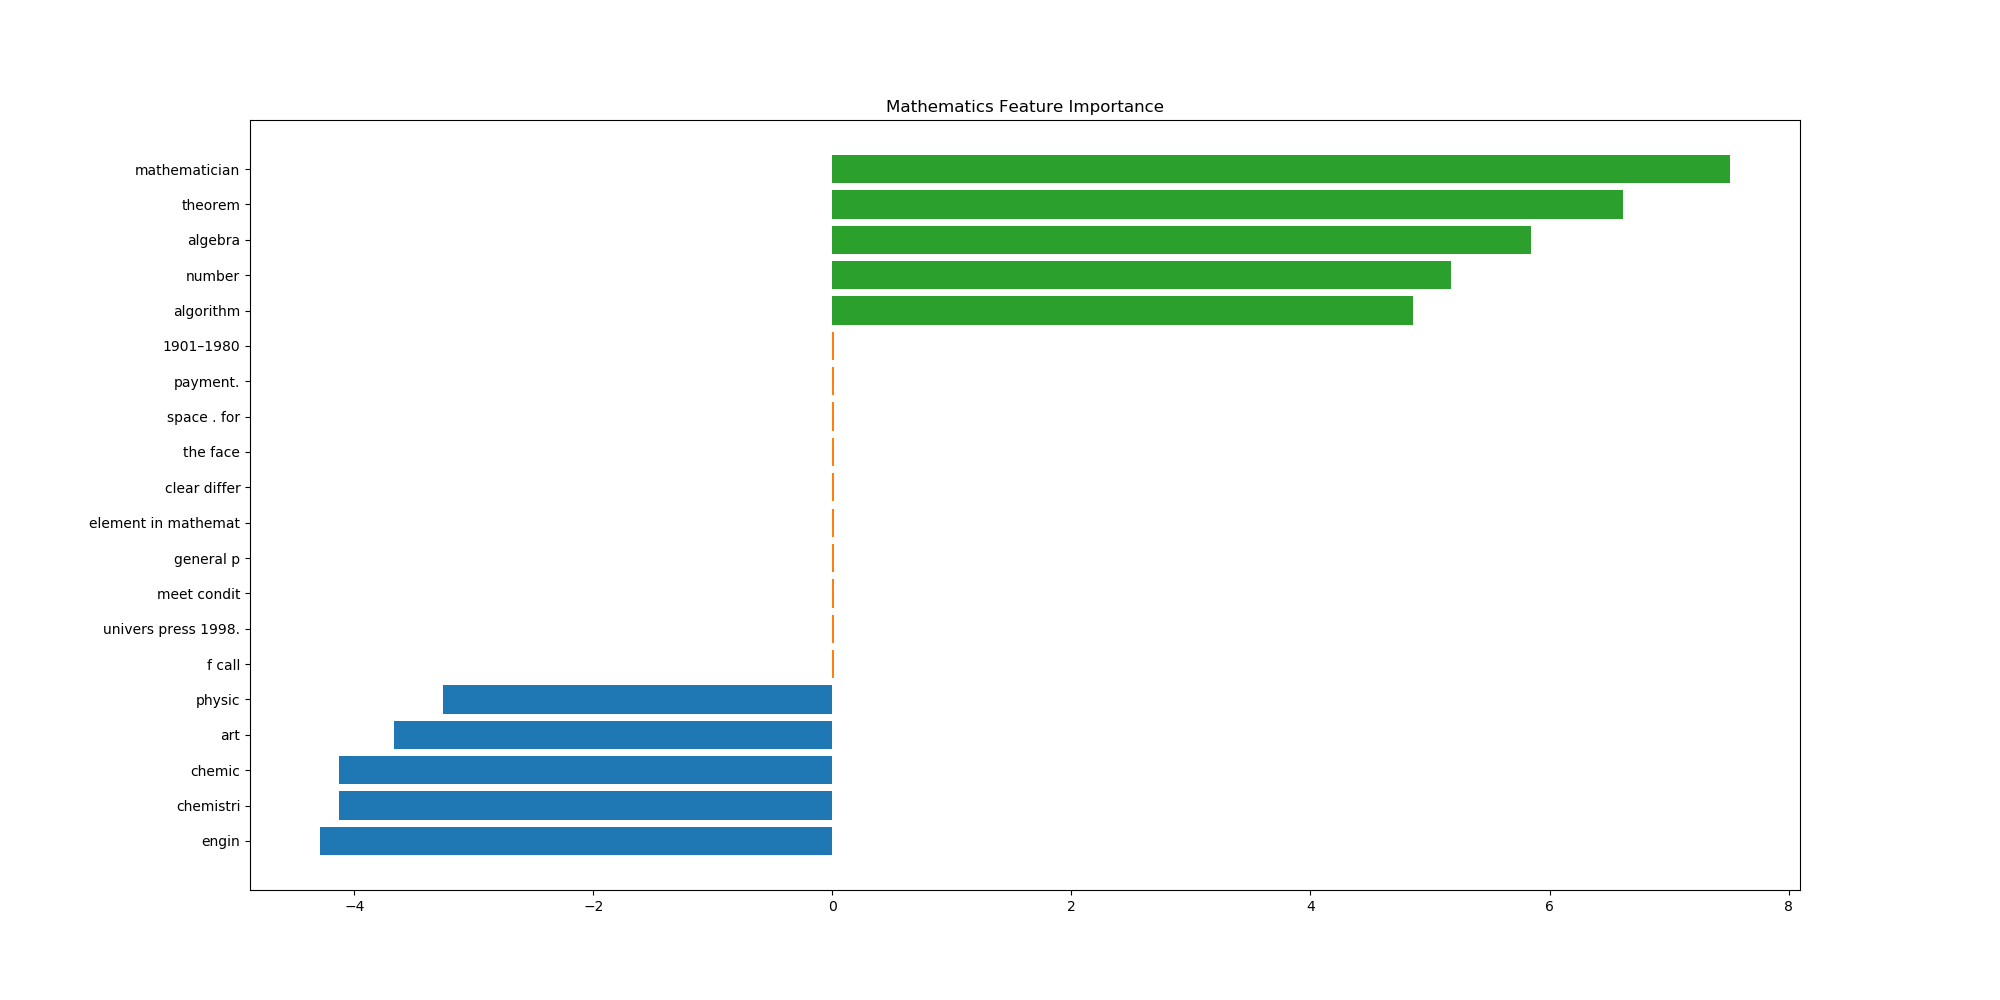 Mathematics Feature Importance
mathematician
theorem
algebra
number
algorithm
1901–1980
payment.
space . for
the face
clear differ
element in mathemat
general p
meet condit
univers press 1998.
f call
physic
art
chemic
chemistri
engin
−4 −2 0 2 4 6 8